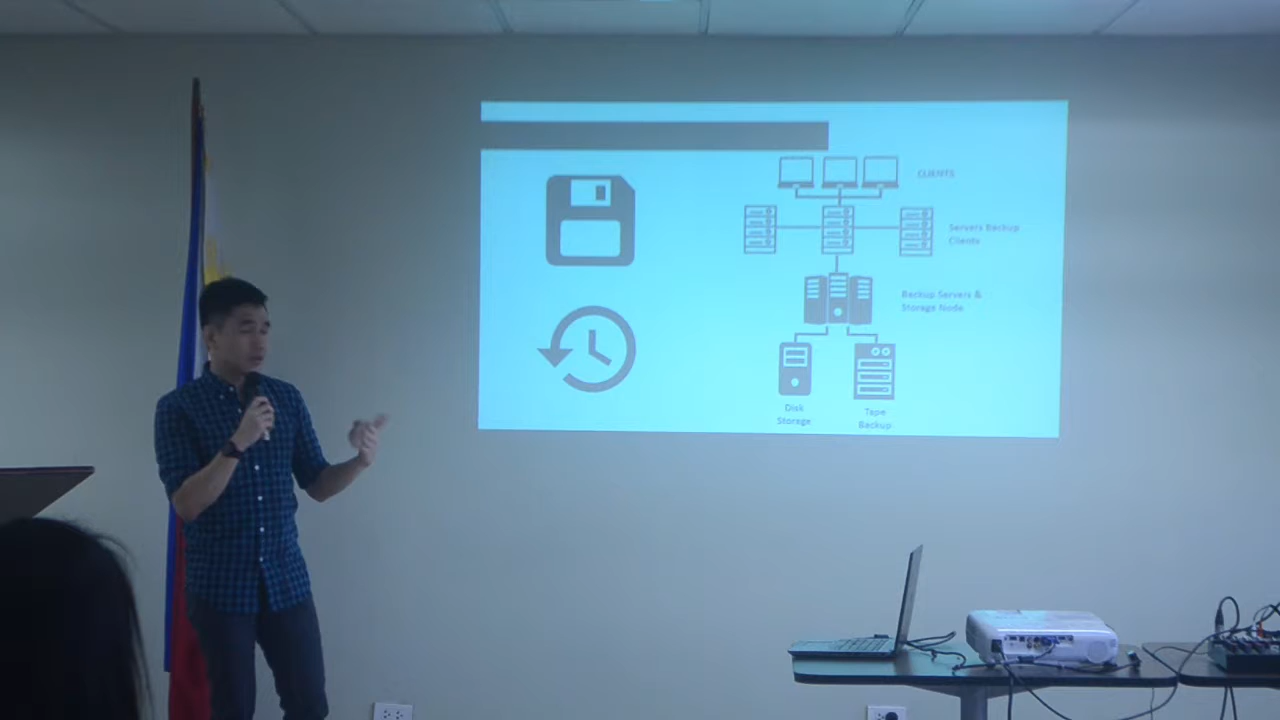 CLIENTS
Servers Backup
Clients
Backup Servers &
Storage Node
Disk
Storage
Tape
Backup